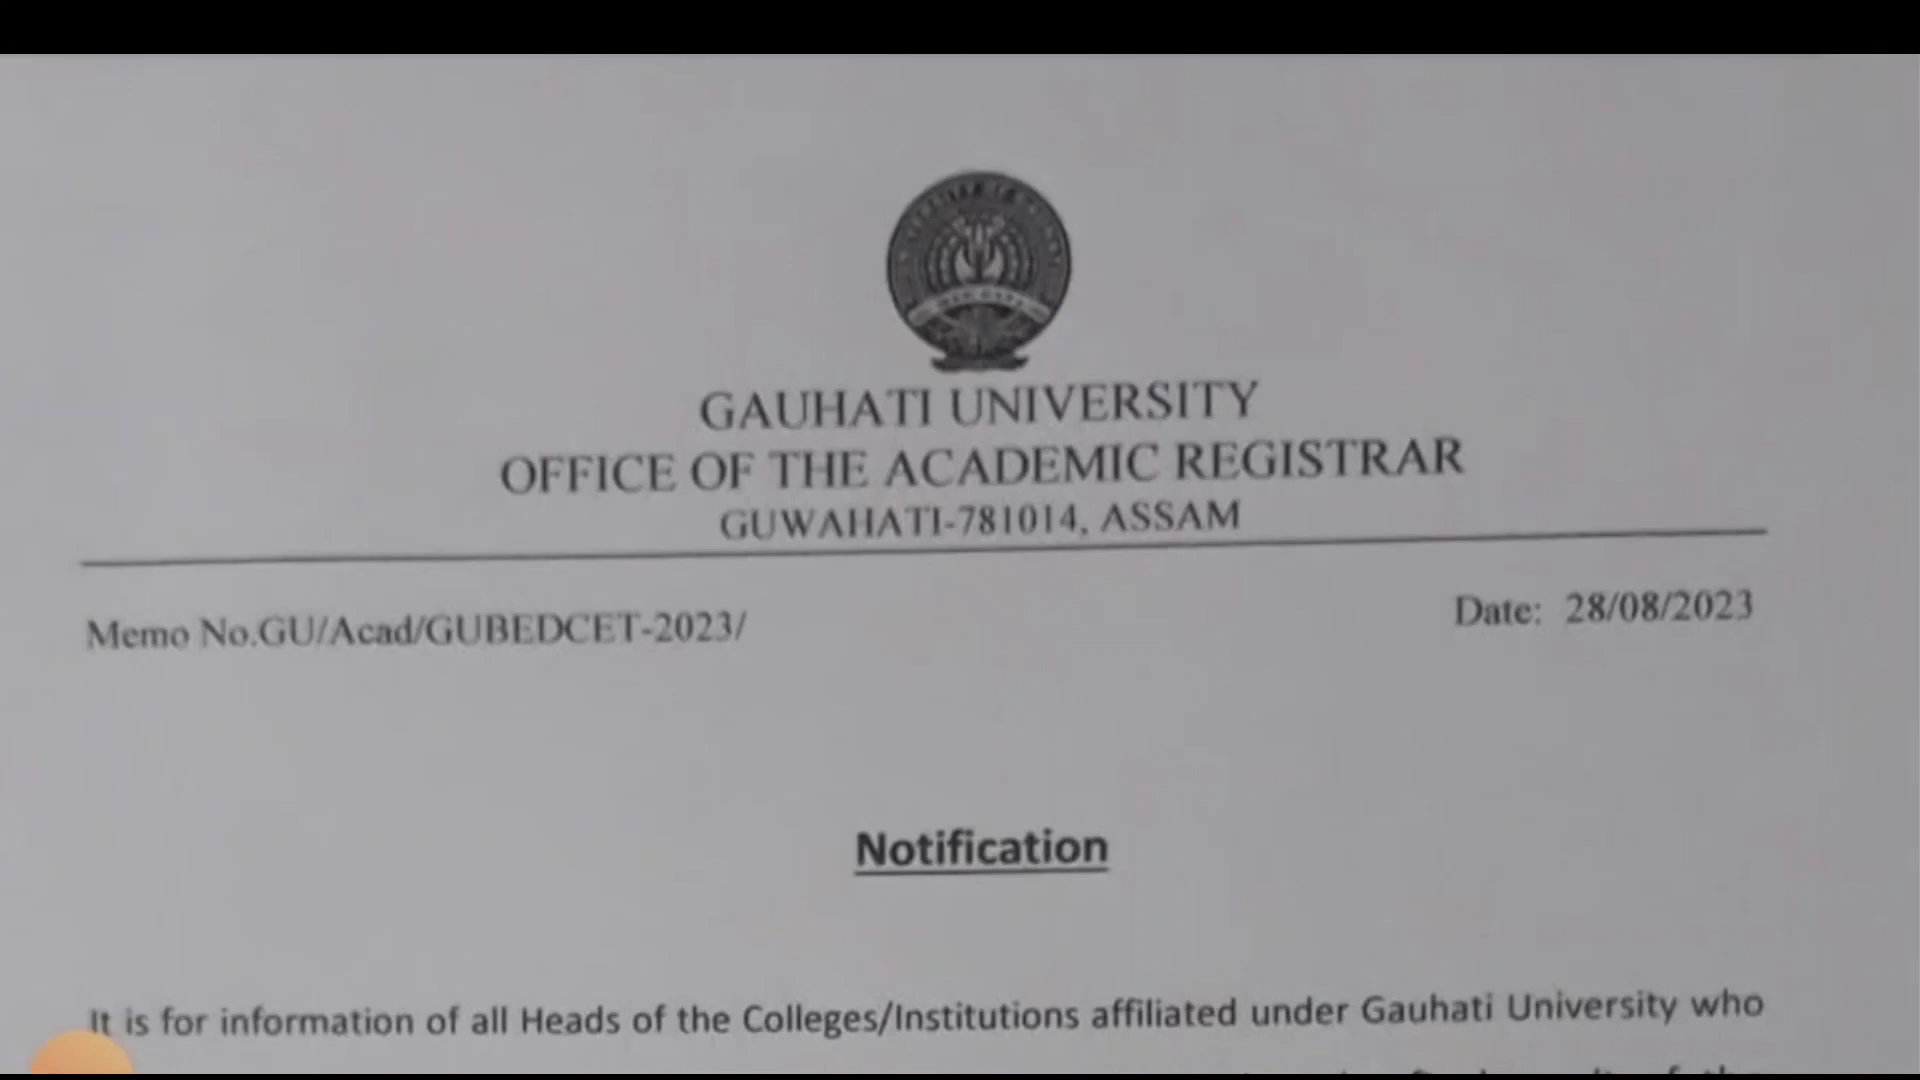 GAUHATI UNIVERSITY
OFFICE OF THE ACADEMIC REGISTRAR
GUWAHATI-781014, ASSAM
Memo No.GU/Acad/GUBEDCET-2023/
Date: 28/08/2023
Notification
It is for information of all Heads of the Colleges/Institutions affiliated under Gauhati University who